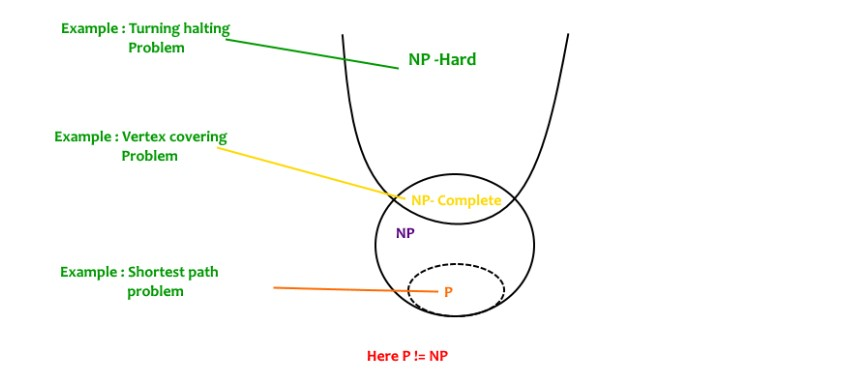 Example : Turning halting
Problem
NP -Hard
Example : Vertex covering
Problem
NP- Complete
NP
Example : Shortest path
problem
P
Here P != NP